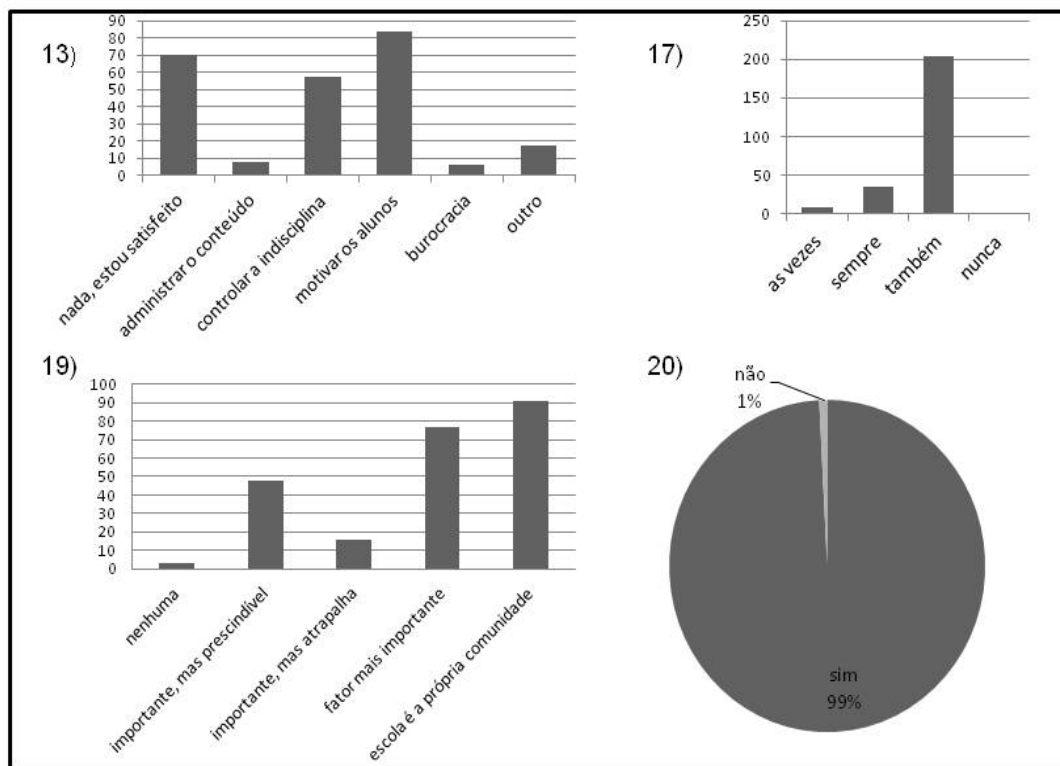 13)
90
80
70
60
50
40
30
20
10
0
nada, estou satisfeito
administrar o conteúdo
controlar a indisciplina
motivar os alunos
burocracia
outro
17)
250
200
150
100
50
0
as vezes
sempre
também
nunca
19)
100
90
80
70
60
50
40
30
20
10
0
nenhuma
importante, mas prescindível
importante, mas atrapalha
fator mais importante
escola é a própria comunidade
20)
não
1%
sim
99%